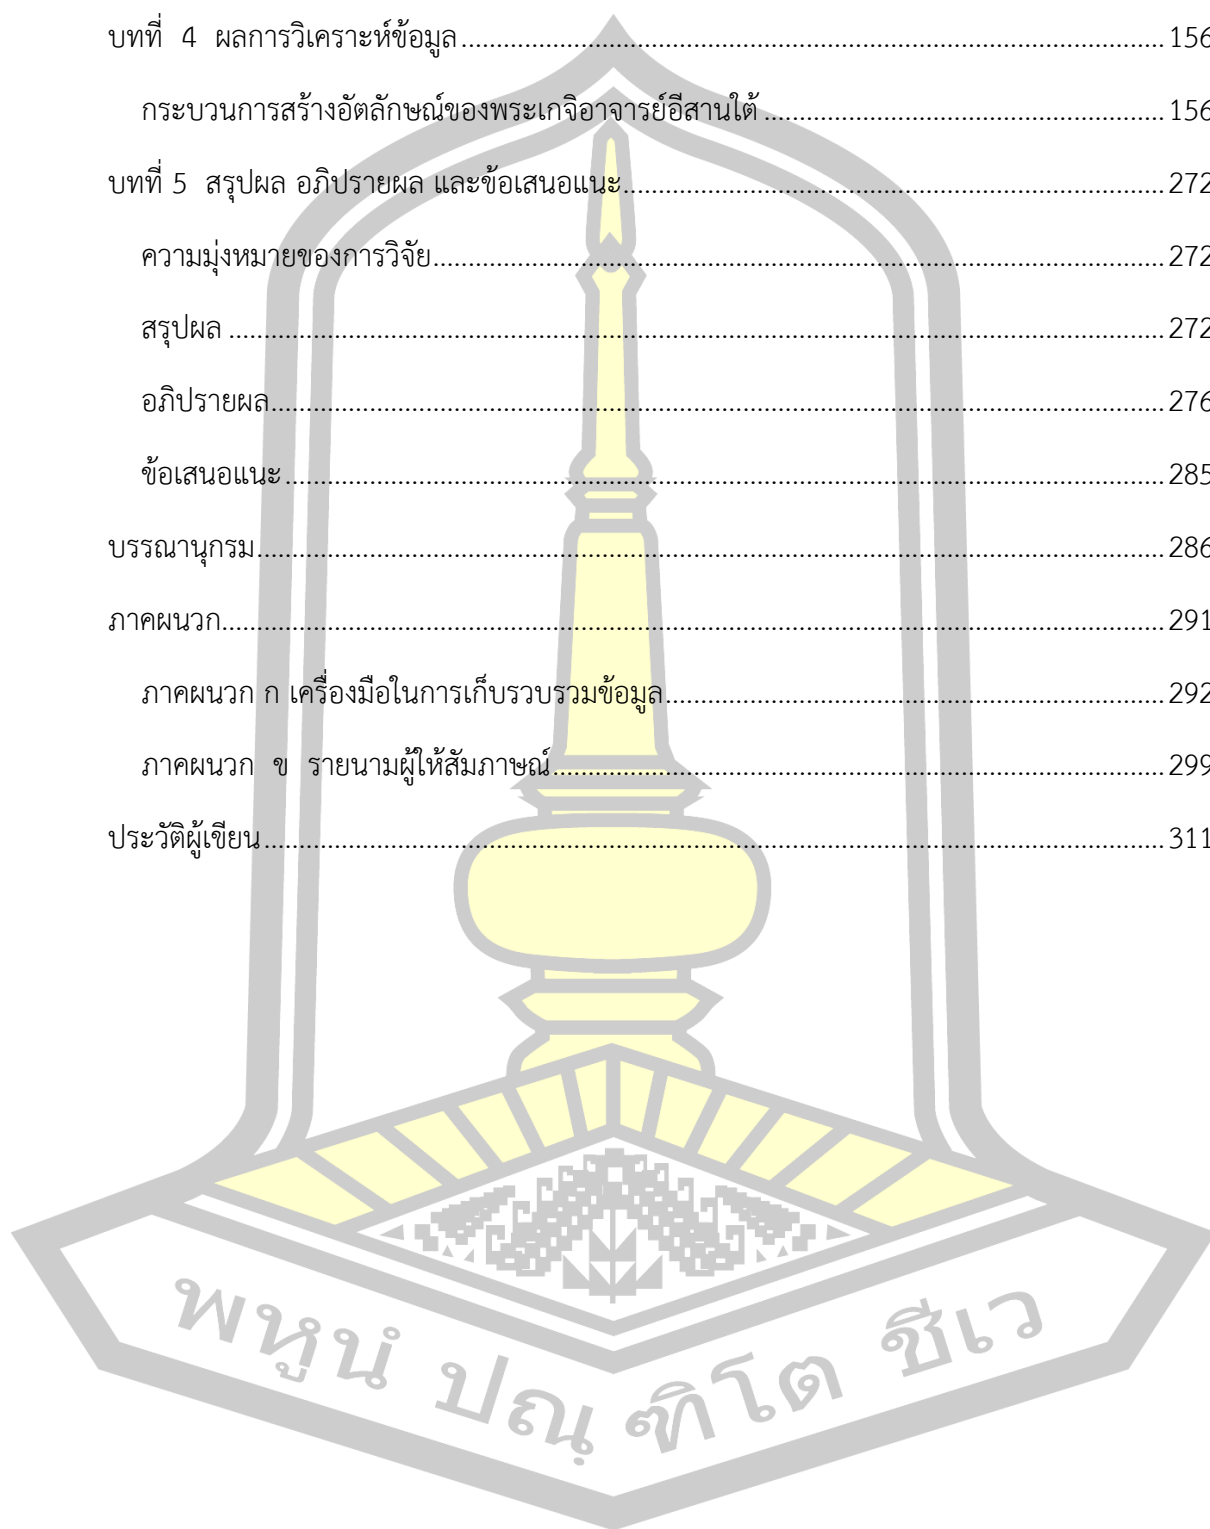 บทที่  4  ผลการวิเคราะห์ข้อมูล.......................................................................................... 156
กระบวนการสร้างอัตลักษณ์ของพระเกจิอาจารย์อีสานใต้ .................................................... 156
บทที่ 5  สรุปผล อภิปรายผล และข้อเสนอแนะ...................................................................... 272
ความมุ่งหมายของการวิจัย............................................................................................. 272
สรุปผล ........................................................................................................................ 272
อภิปรายผล................................................................................................................... 276
ข้อเสนอแนะ ................................................................................................................. 285
บรรณานุกรม.................................................................................................................... 286
ภาคผนวก......................................................................................................................... 291
ภาคผนวก ก เครื่องมือในการเก็บรวบรวมข้อมูล................................................................. 292
ภาคผนวก  ข  รายนามผู้ให้สัมภาษณ์............................................................................... 299
ประวัติผู้เขียน ................................................................................................................... 311
พหูนํ ปณฺฑิโต ชีเว